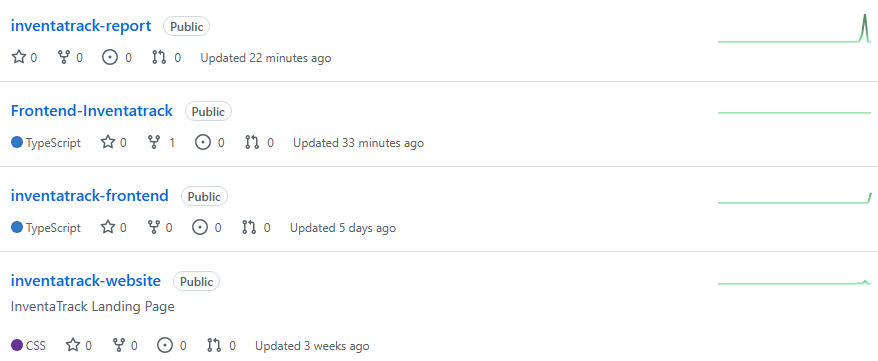 inventatrack-report Public
0 0 0 0 Updated 22 minutes ago
Frontend-Inventatrack Public
TypeScript 0 1 0 0 Updated 33 minutes ago
inventatrack-frontend Public
TypeScript 0 0 0 0 Updated 5 days ago
inventatrack-website Public
InventaTrack Landing Page
CSS 0 0 0 0 Updated 3 weeks ago